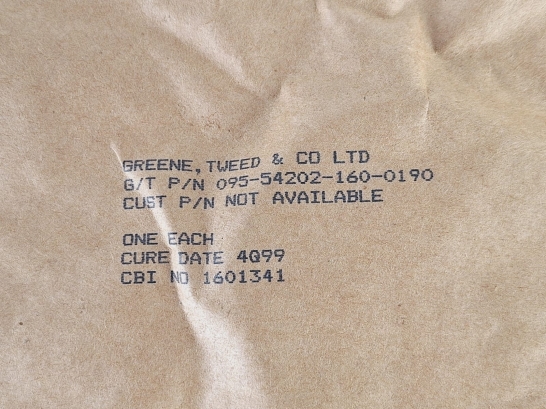 GREENE, TWEED & CO LTD
G/T P/N 095-54202-160-0190
CUST P/N NOT AVAILABLE
ONE EACH
CURE DATE 4Q99
CBI NO 1601341